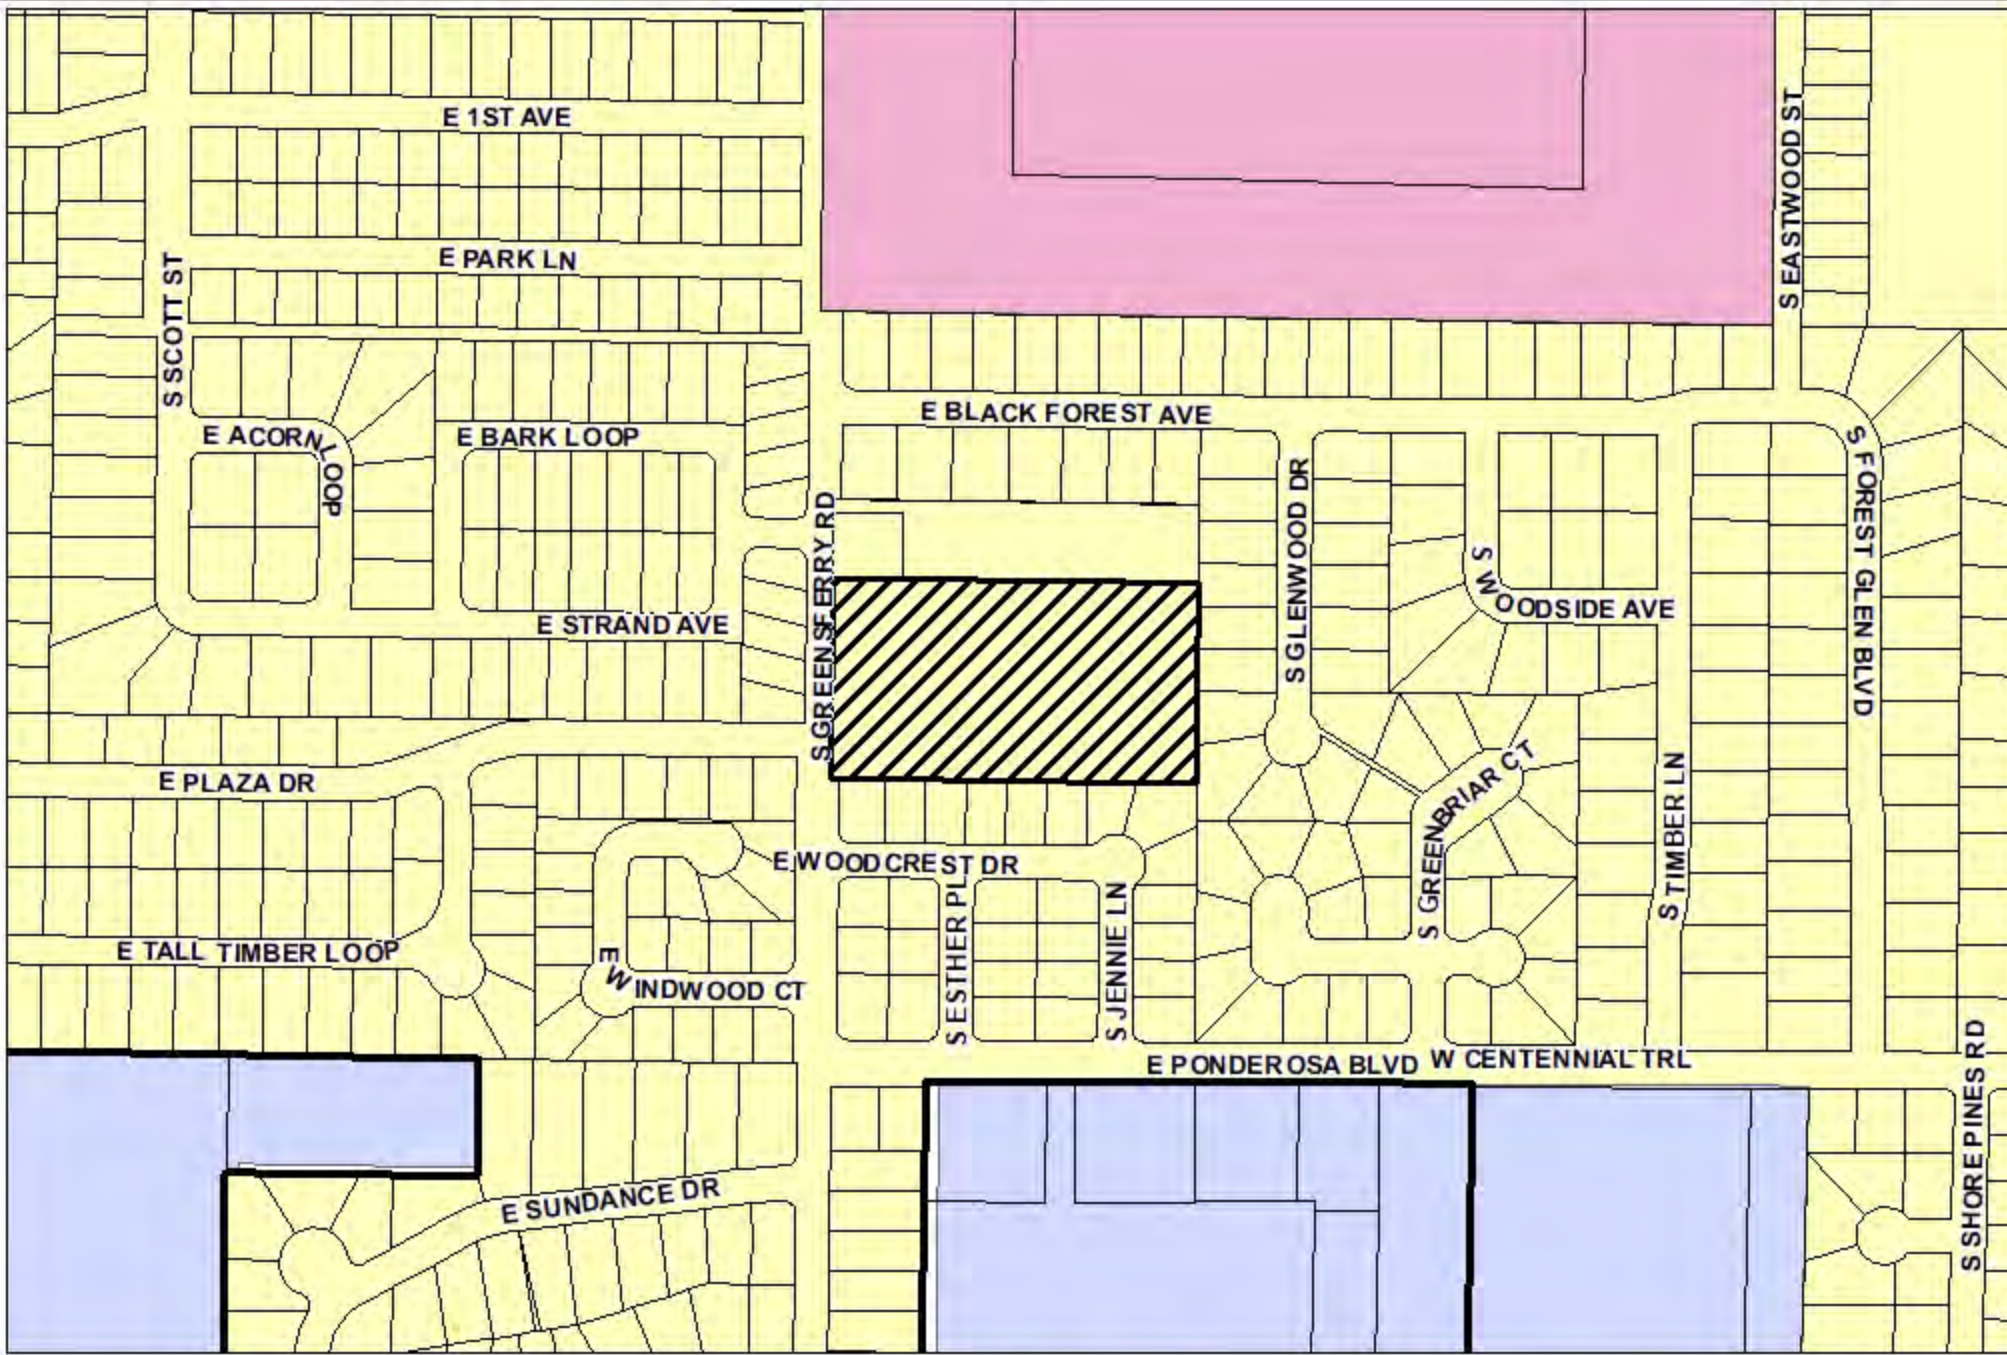 E 1ST AVE
S EASTWOOD ST
E PARK LN
S SCOTT ST
E BLACK FOREST AVE
E ACORN LOOP
E BARK LOOP
S FOREST GLEN BLVD
S GREENSFERRY RD
S GLENWOOD DR
S WOODSIDE AVE
E STRAND AVE
E PLAZA DR
S GREENBRIAR CT
S TIMBER LN
E WOODCREST DR
S ESTHER PL
S JENNIE LN
E TALL TIMBER LOOP
E WINDWOOD CT
E PONDEROSA BLVD
W CENTENNIAL TRL
S SHORE PINES RD
E SUNDANCE DR